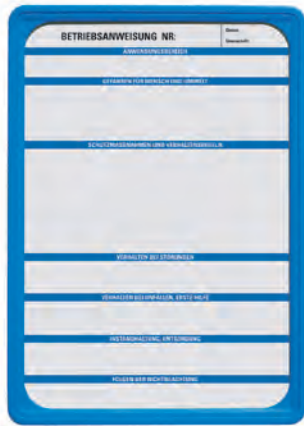 BETRIEBSANWEISUNG NR:
Datum:
ANWENDUNGSBEREICH
GEFAHREN FÜR MENSCH UND UMWELT
SCHUTZMASSNAHMEN UND VERHALTENSREGELN
VERHALTEN BEI STÖRUNGEN
VERHALTEN BEI UNFÄLLEN, ERSTE HILFE
INSTANDHALTUNG, ENTSORGUNG
FOLGEN DER NICHTBEACHTUNG